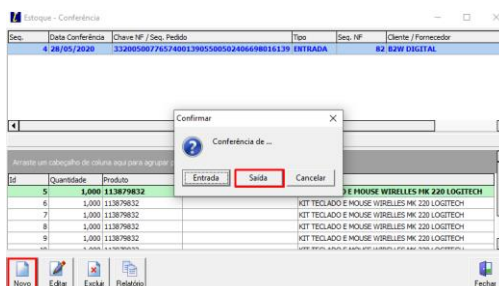 Estoque - Conferência
Seq. Data Conferência Chave NF / Seq. Pedido Tipo Seq. NF Cliente / Fornecedor
4 28/05/2020 33200500776574001390550050240669801613​9 ENTRADA 82 B2W DIGITAL
Confirmar
Conferência de ...
Entrada Saída Cancelar
Arraste um cabeçalho de coluna aqui para agrupar
Id Quantidade Produto
5 1,000 113879832 E MOUSE WIRELLES MK 220 LOGITECH
6 1,000 113879832 KIT TECLADO E MOUSE WIRELLES MK 220 LOGITECH
7 1,000 113879832 KIT TECLADO E MOUSE WIRELLES MK 220 LOGITECH
8 1,000 113879832 KIT TECLADO E MOUSE WIRELLES MK 220 LOGITECH
9 1,000 113879832 KIT TECLADO E MOUSE WIRELLES MK 220 LOGITECH
Novo Editar Excluir Relatório Fechar